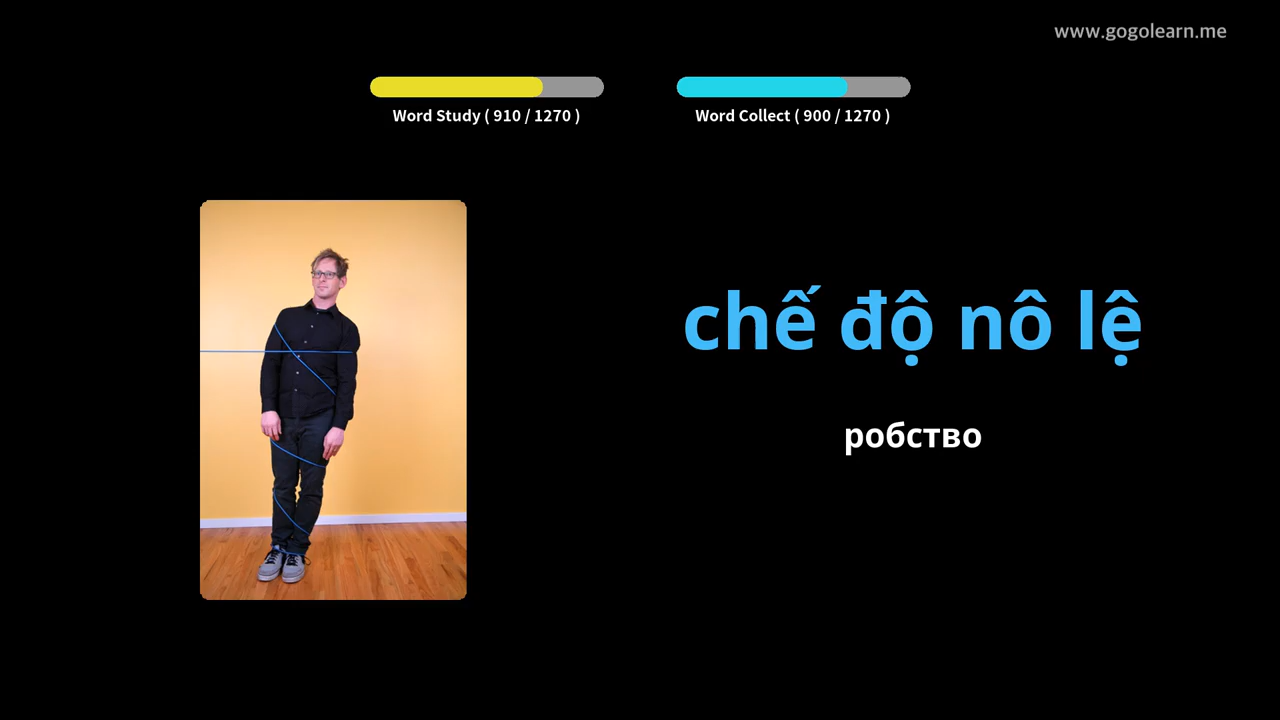 www.gogolearn.me
Word Study ( 910 / 1270 )
Word Collect ( 900 / 1270 )
chế độ nô lệ
робство